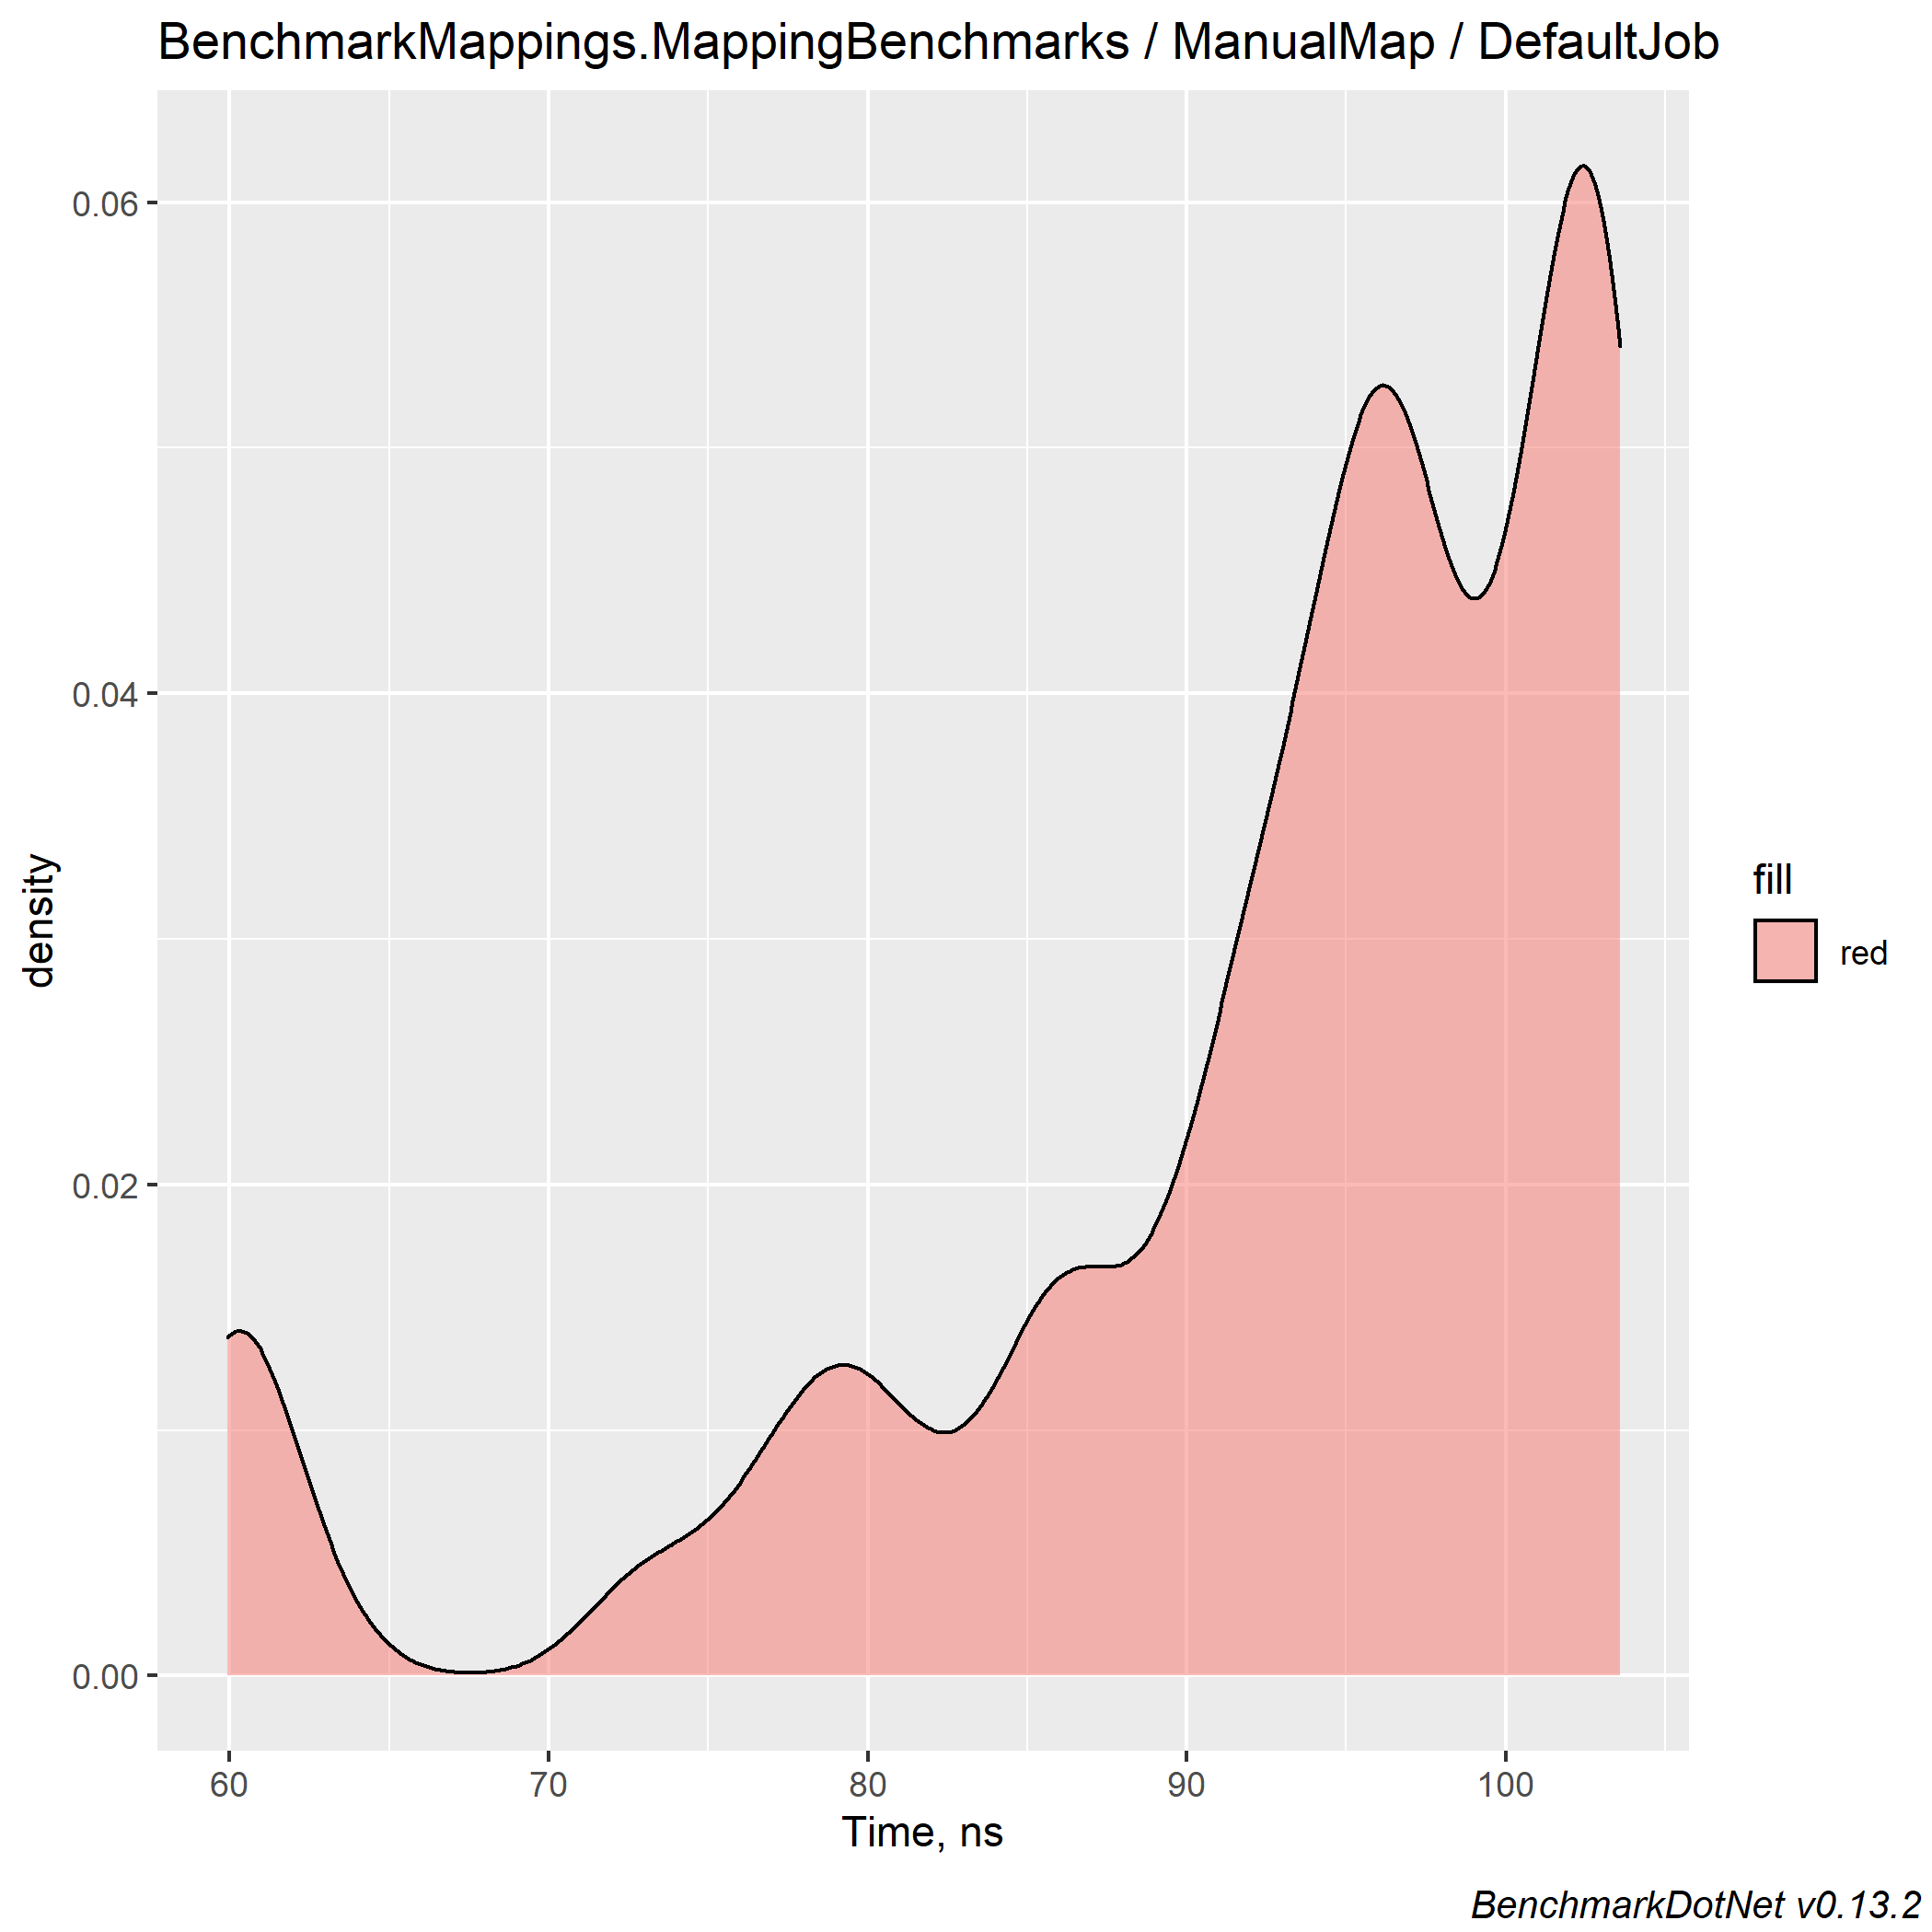 BenchmarkMappings.MappingBenchmarks / ManualMap / DefaultJob
0.06
0.04
0.02
0.00
density
60 70 80 90 100
Time, ns
fill
red
BenchmarkDotNet v0.13.2